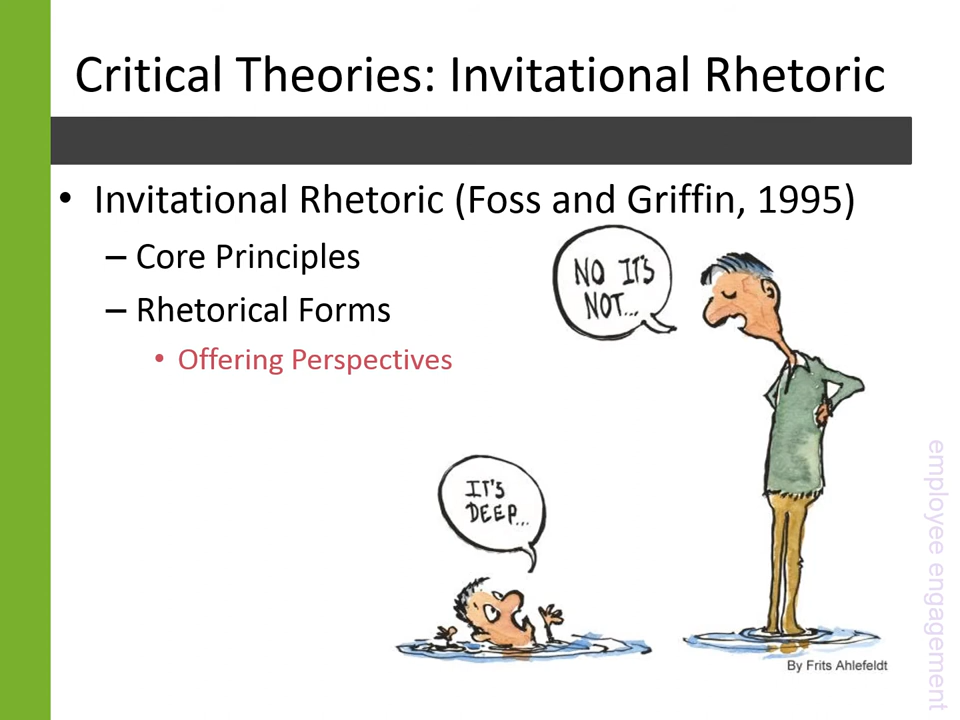 Critical Theories: Invitational Rhetoric
• Invitational Rhetoric (Foss and Griffin, 1995)
– Core Principles
– Rhetorical Forms
• Offering Perspectives
NO IT'S
NOT...
IT'S
DEEP...
By Frits Ahlefeldt
employee engagement